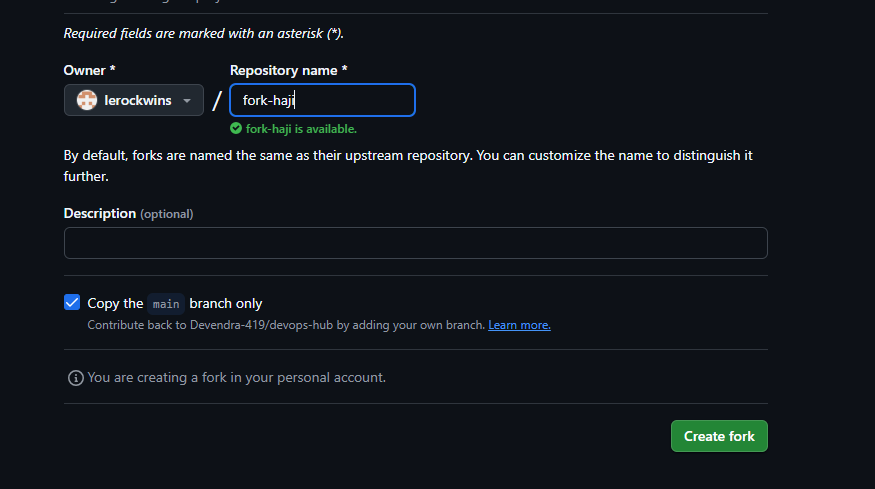 Required fields are marked with an asterisk (*).
Owner * Repository name *
lerockwins / fork-haji
fork-haji is available.
By default, forks are named the same as their upstream repository. You can customize the name to distinguish it
further.
Description (optional)
Copy the main branch only
Contribute back to Devendra-419/devops-hub by adding your own branch. Learn more.
You are creating a fork in your personal account.
Create fork